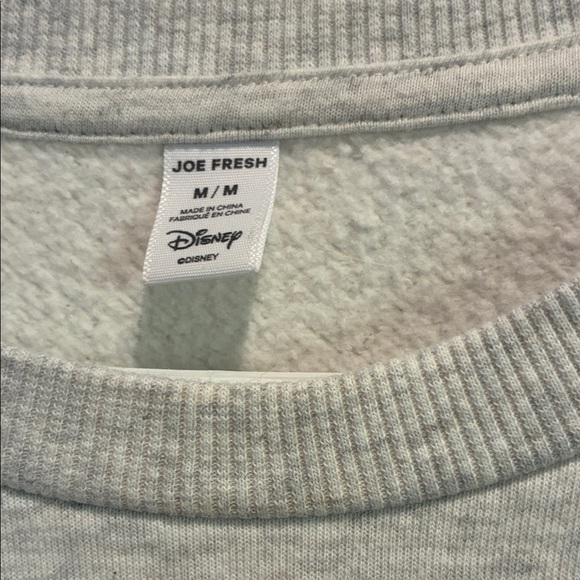 JOE FRESH
M / M
MADE IN CHINA
FABRIQUÉ EN CHINE
Disney
©DISNEY